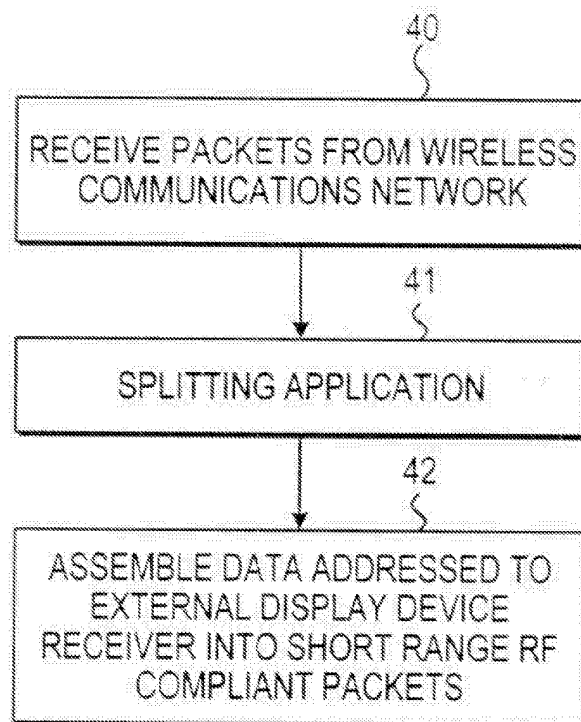 40
RECEIVE PACKETS FROM WIRELESS
COMMUNICATIONS NETWORK
41
SPLITTING APPLICATION
42
ASSEMBLE DATA ADDRESSED TO
EXTERNAL DISPLAY DEVICE
RECEIVER INTO SHORT RANGE RF
COMPLIANT PACKETS